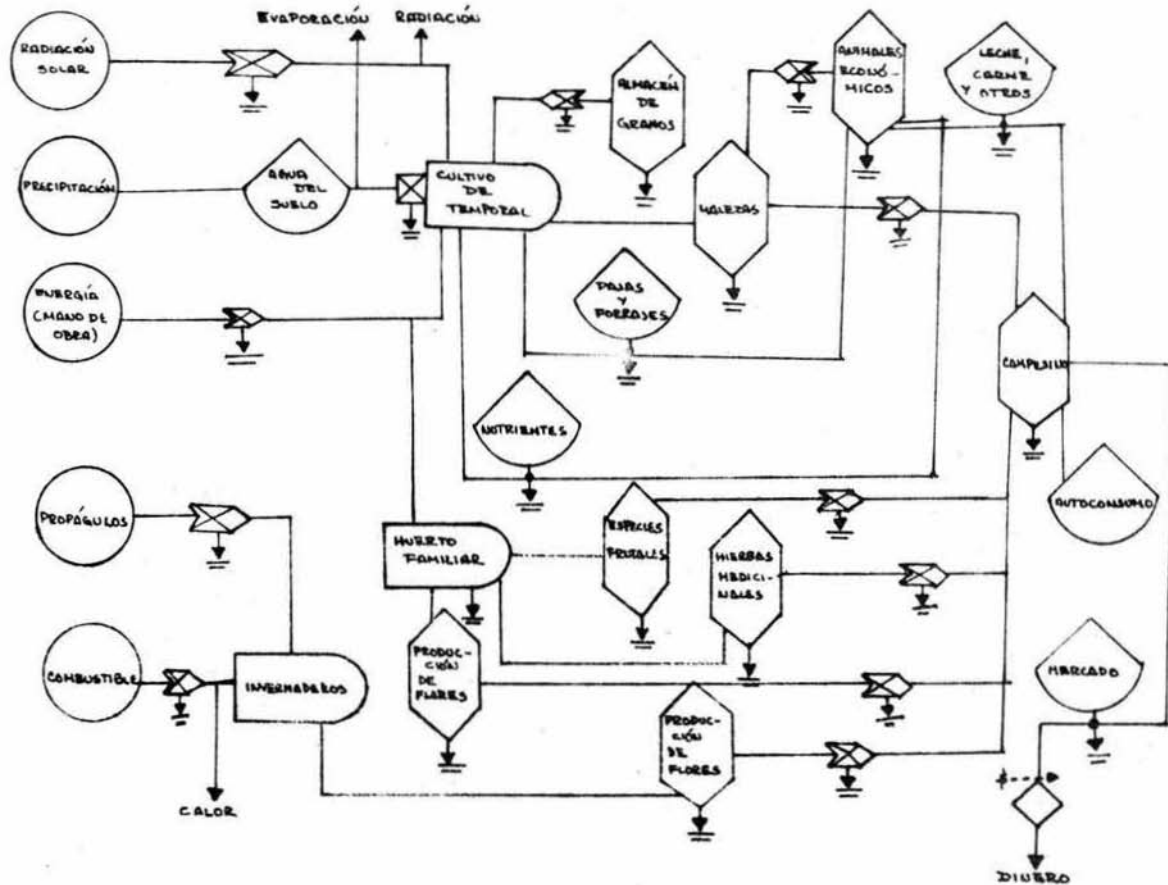 EVAPORACIÓN
RADIACIÓN
RADIACIÓN
SOLAR
ALMACÉN
DE
GRANOS
ANIMALES
ECONÓ-
MICOS
LECHE,
CARNE
Y OTROS
PRECIPITACIÓN
AGUA
DEL
SUELO
CULTIVO
DE
TEMPORAL
MALEZAS
ENERGÍA
(MANO DE
OBRA)
PAJAS
Y
FORRAJES
CAMPESINO
NUTRIENTES
AUTOCONSUMO
PROPÁGULOS
HUERTO
FAMILIAR
ESPECIES
FRUTALES
HIERBAS
MEDICI-
NALES
COMBUSTIBLE
INVERNADEROS
PRODUC-
CIÓN
DE
FLORES
PRODUC-
CIÓN
DE
FLORES
MERCADO
CALOR
DINERO